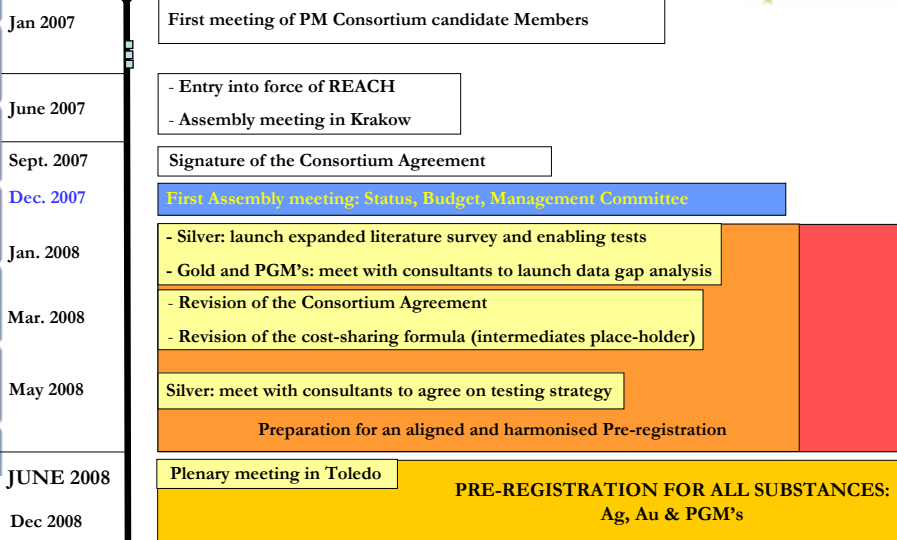 Jan 2007
First meeting of PM Consortium candidate Members
June 2007
- Entry into force of REACH
- Assembly meeting in Krakow
Sept. 2007
Signature of the Consortium Agreement
Dec. 2007
First Assembly meeting: Status, Budget, Management Committee
Jan. 2008
- Silver: launch expanded literature survey and enabling tests
- Gold and PGM's: meet with consultants to launch data gap analysis
Mar. 2008
- Revision of the Consortium Agreement
- Revision of the cost-sharing formula (intermediates place-holder)
May 2008
Silver: meet with consultants to agree on testing strategy
Preparation for an aligned and harmonised Pre-registration
JUNE 2008
Plenary meeting in Toledo
PRE-REGISTRATION FOR ALL SUBSTANCES:
Ag, Au & PGM's
Dec 2008